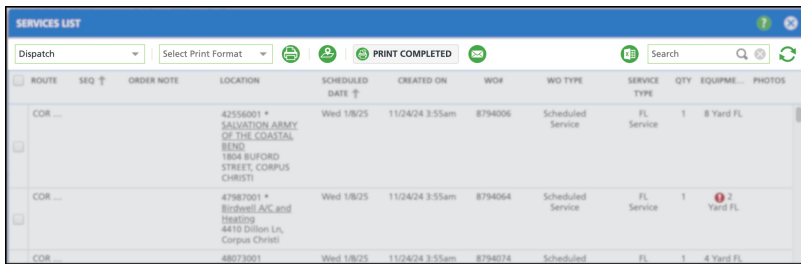 SERVICES LIST
Dispatch Select Print Format PRINT COMPLETED Search
ROUTE SEQ ORDER NOTE LOCATION SCHEDULED DATE CREATED ON WO# WO TYPE SERVICE TYPE QTY EQUIPME... PHOTOS
COR ... 42556001 * Wed 1/8/25 11/24/24 3:55am 8794006 Scheduled Service FL Service 1 8 Yard FL
SALVATION ARMY
OF THE COASTAL
BEND
1804 BUFORD
STREET, CORPUS
CHRISTI
COR ... 47987001 * Wed 1/8/25 11/24/24 3:55am 8794064 Scheduled Service FL Service 1 2 Yard FL
Birdwell A/C and
Heating
4410 Dillon Ln,
Corpus Christi
COR ... 48073001 Wed 1/8/25 11/24/24 3:55am 8794074 Scheduled FL 1 4 Yard FL